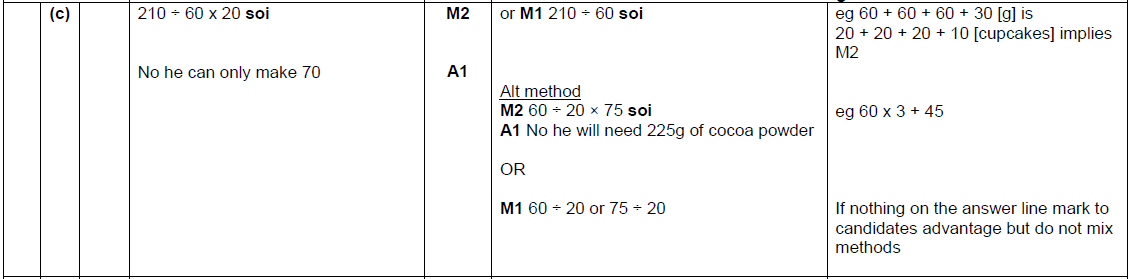 (c)
210 ÷ 60 x 20 soi
M2
or M1 210 ÷ 60 soi
eg 60 + 60 + 60 + 30 [g] is
20 + 20 + 20 + 10 [cupcakes] implies
M2
No he can only make 70
A1
Alt method
M2 60 ÷ 20 × 75 soi
eg 60 x 3 + 45
A1 No he will need 225g of cocoa powder
OR
M1 60 ÷ 20 or 75 ÷ 20
If nothing on the answer line mark to
candidates advantage but do not mix
methods